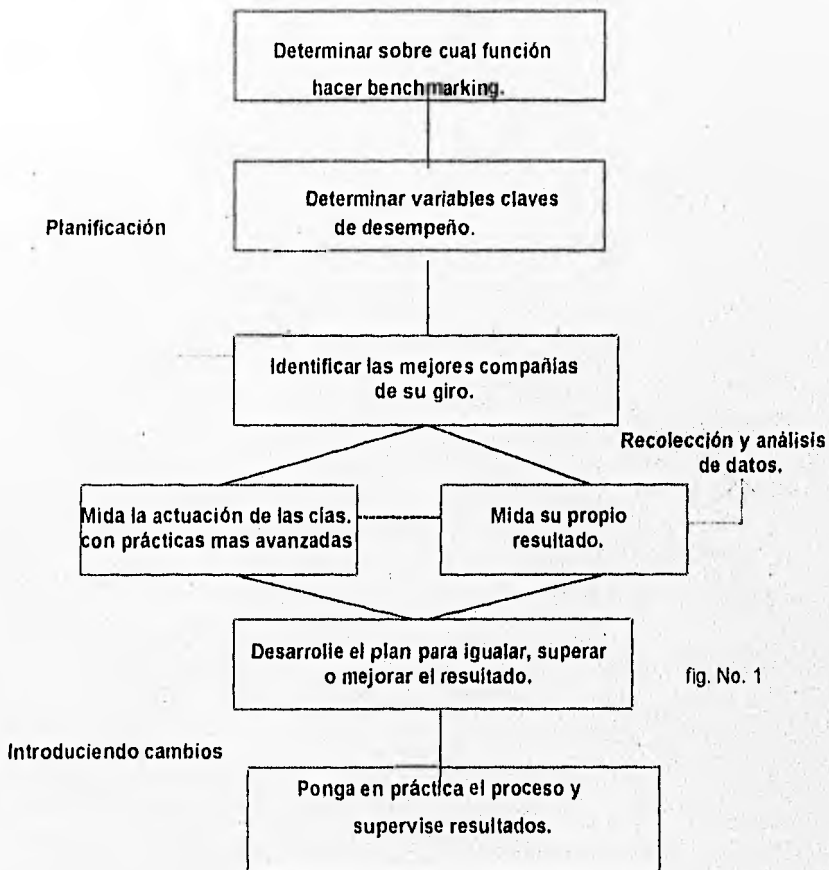 Determinar sobre cual función
hacer benchmarking.
Determinar variables claves
de desempeño.
Planificación
Identificar las mejores compañias
de su giro.
Recolección y análisis
de datos.
Mida la actuación de las cías.
con prácticas mas avanzadas
Mida su propio
resultado.
Desarrolle el plan para igualar, superar
o mejorar el resultado.
fig. No. 1
Introduciendo cambios
Ponga en práctica el proceso y
supervise resultados.